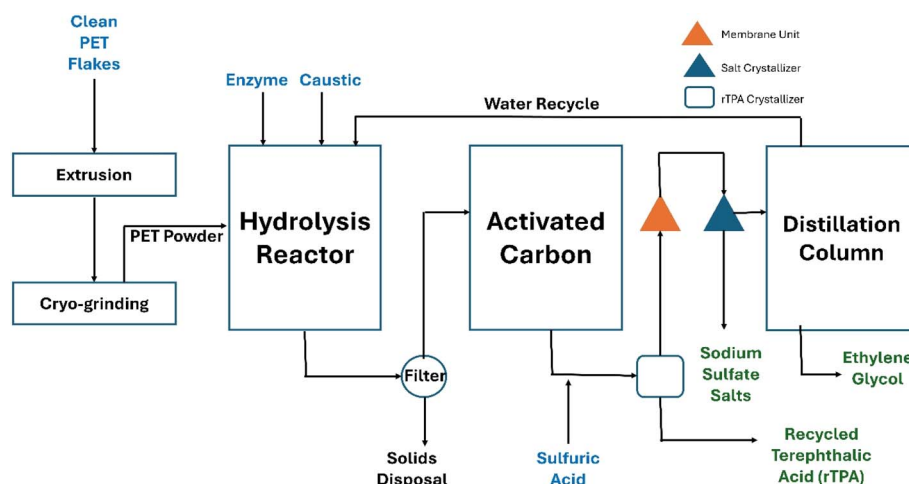 Clean
PET
Flakes
Enzyme
Caustic
Membrane Unit
Salt Crystallizer
rTPA Crystallizer
Water Recycle
Extrusion
PET Powder
Cryo-grinding
Hydrolysis
Reactor
Activated
Carbon
Distillation
Column
Filter
Solids
Disposal
Sulfuric
Acid
Sodium
Sulfate
Salts
Ethylene
Glycol
Recycled
Terephthalic
Acid (rTPA)